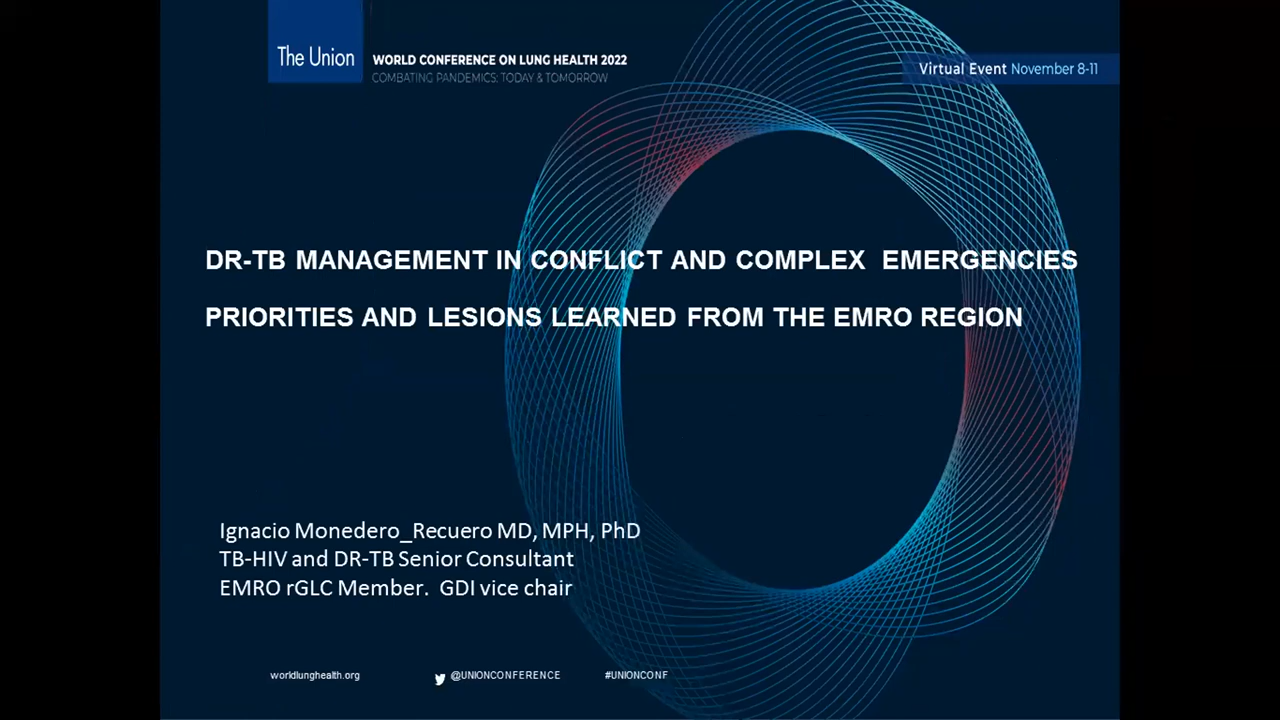 The Union
WORLD CONFERENCE ON LUNG HEALTH 2022
COMBATING PANDEMICS: TODAY & TOMORROW
Virtual Event November 8-11
DR-TB MANAGEMENT IN CONFLICT AND COMPLEX EMERGENCIES
PRIORITIES AND LESIONS LEARNED FROM THE EMRO REGION
Ignacio Monedero_Recuero MD, MPH, PhD
TB-HIV and DR-TB Senior Consultant
EMRO rGLC Member. GDI vice chair
worldlunghealth.org
@UNIONCONFERENCE
#UNIONCONF